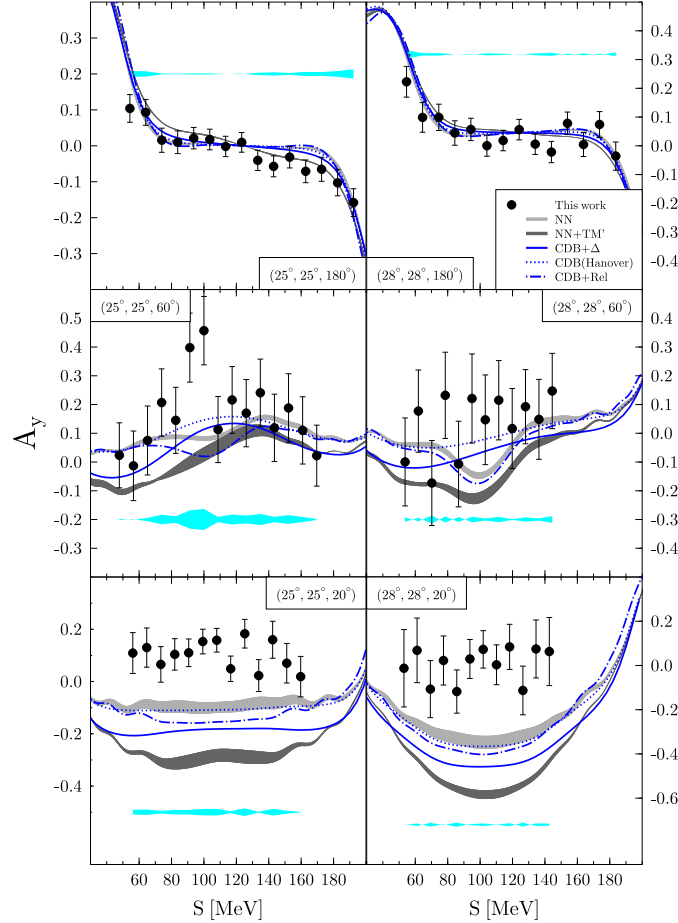 0.4
0.3
0.2
0.1
0.0
-0.1
-0.2
-0.3
0.4
0.3
0.2
0.1
0.0
-0.1
-0.2
-0.3
-0.4
This work
NN
NN+TM'
CDB+Δ
CDB(Hanover)
CDB+Rel
(25°, 25°, 180°)
(28°, 28°, 180°)
(25°, 25°, 60°)
(28°, 28°, 60°)
0.5
0.4
0.3
0.2
0.1
0.0
-0.1
-0.2
-0.3
0.4
0.3
0.2
0.1
0.0
-0.1
-0.2
-0.3
-0.4
A_y
(25°, 25°, 20°)
(28°, 28°, 20°)
0.2
0.0
-0.2
-0.4
0.2
0.0
-0.2
-0.4
-0.6
60 80 100 120 140 160 180
60 80 100 120 140 160 180
S [MeV]
S [MeV]